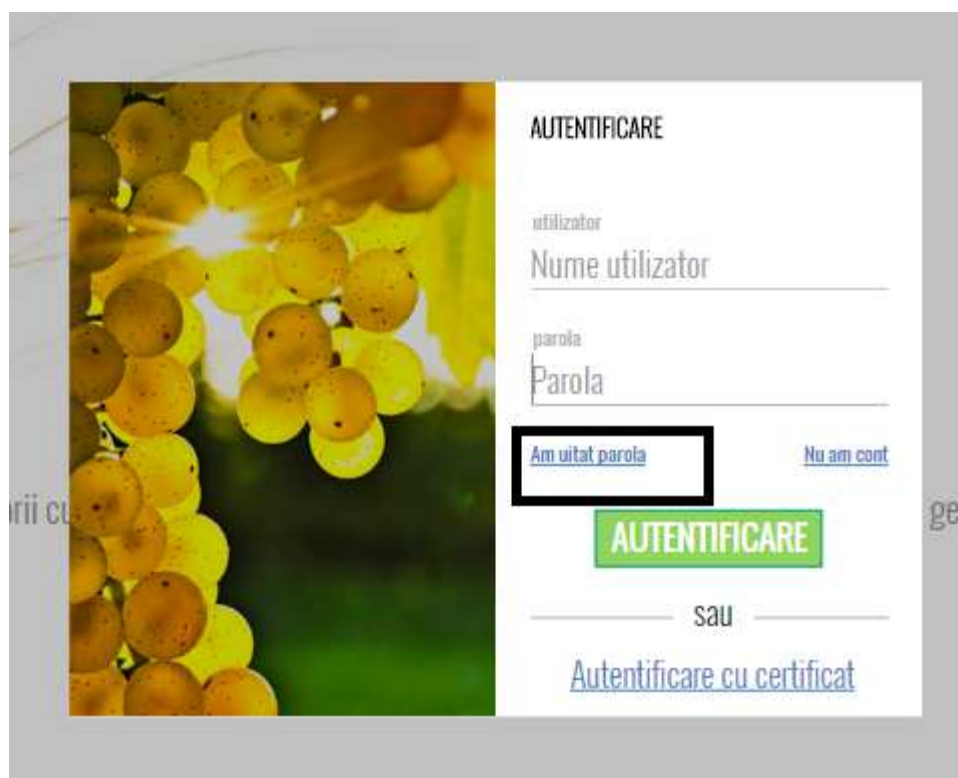 AUTENTIFICARE
utilizator
Nume utilizator
parola
Parola
Am uitat parola Nu am cont
AUTENTIFICARE
sau
Autentificare cu certificat